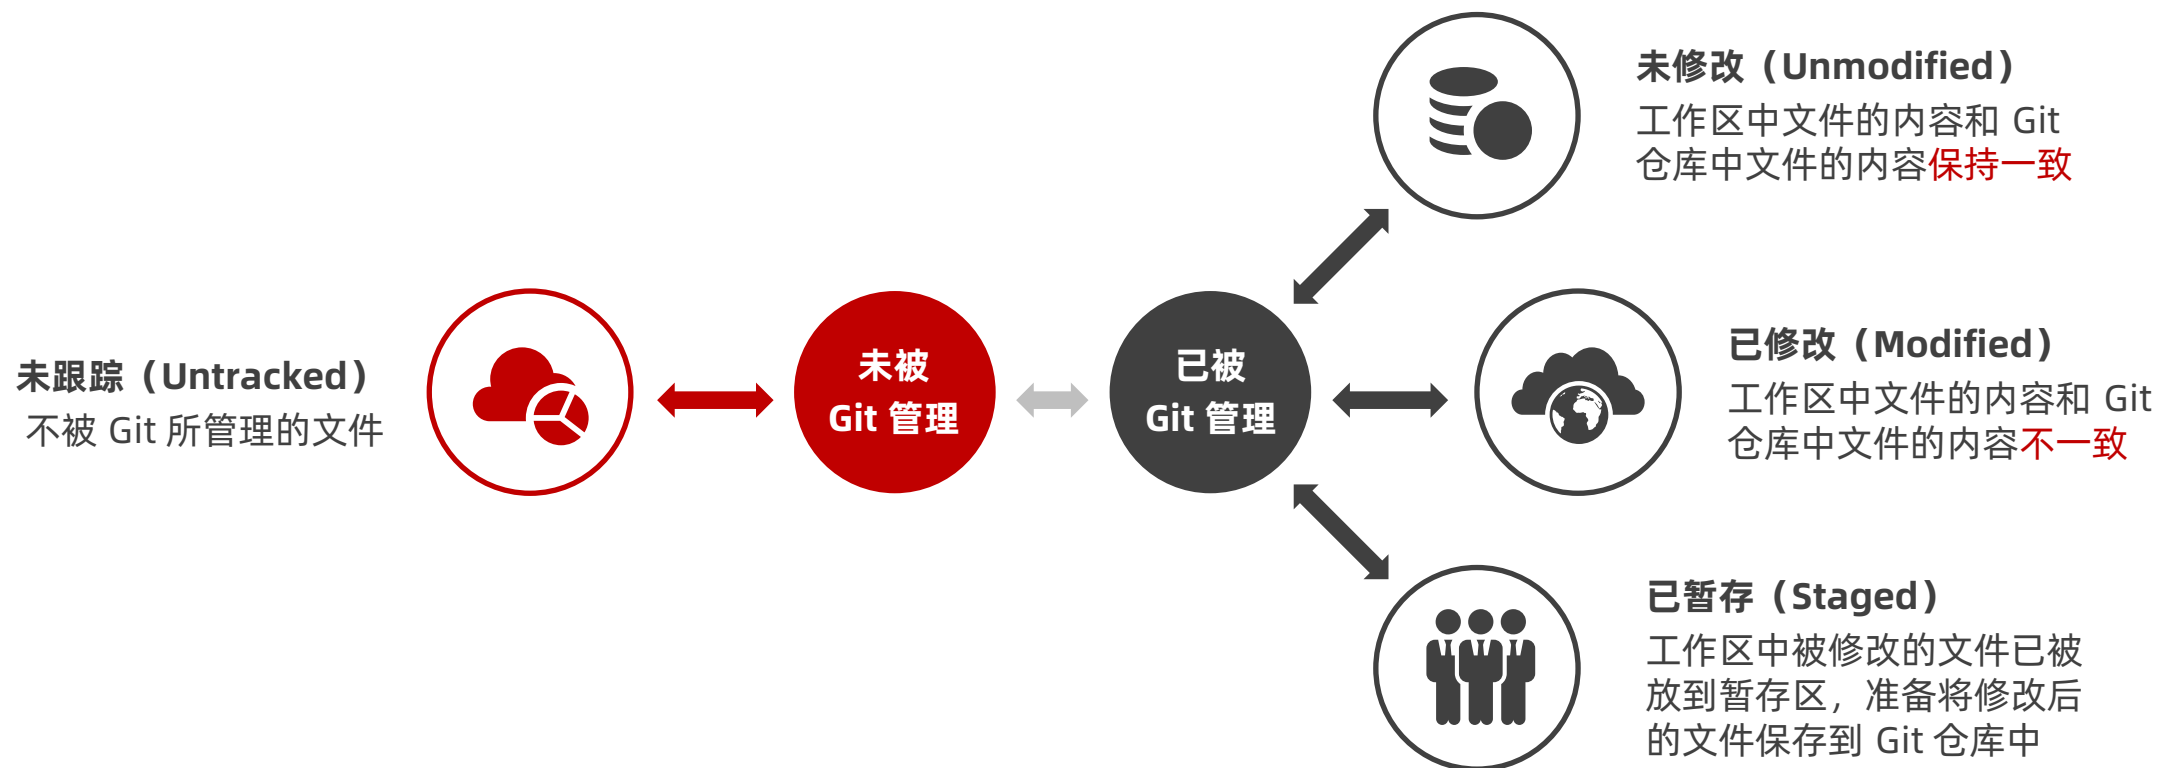 未跟踪（Untracked）
不被 Git 所管理的文件
未被
Git 管理
已被
Git 管理
未修改（Unmodified）
工作区中文件的内容和 Git
仓库中文件的内容保持一致
已修改（Modified）
工作区中文件的内容和 Git
仓库中文件的内容不一致
已暂存（Staged）
工作区中被修改的文件已被
放到暂存区，准备将修改后
的文件保存到 Git 仓库中